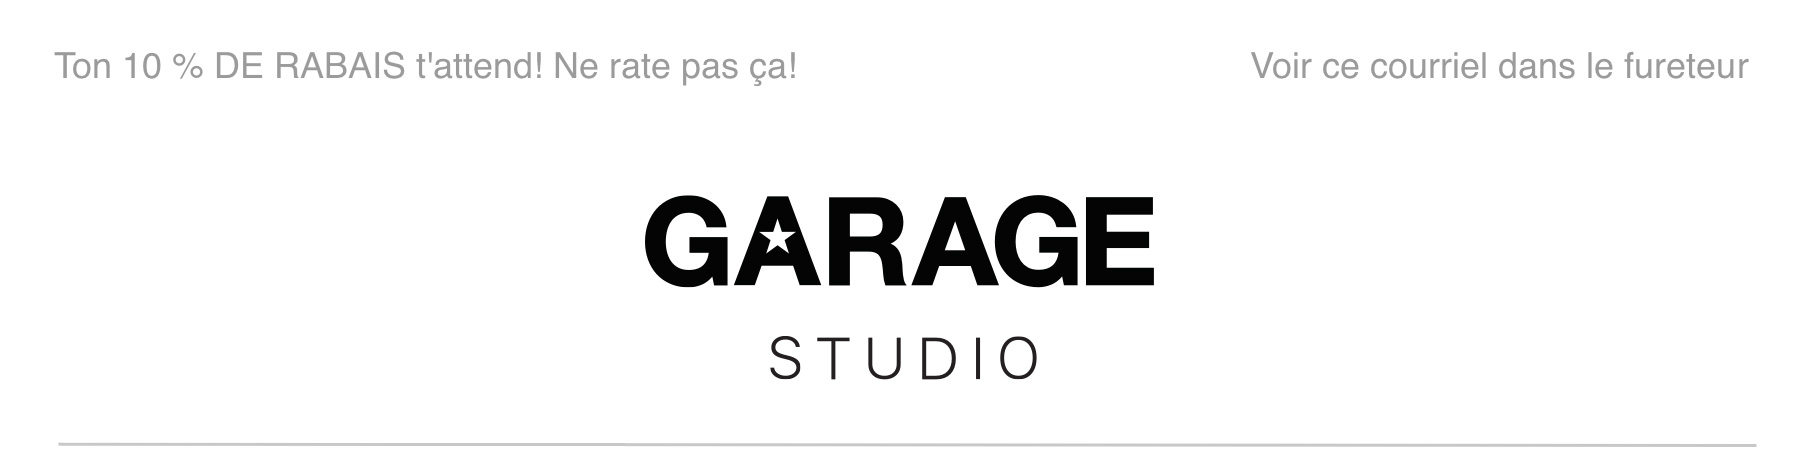 Ton 10 % DE RABAIS t'attend! Ne rate pas ça!
Voir ce courriel dans le fureteur
GARAGE
STUDIO